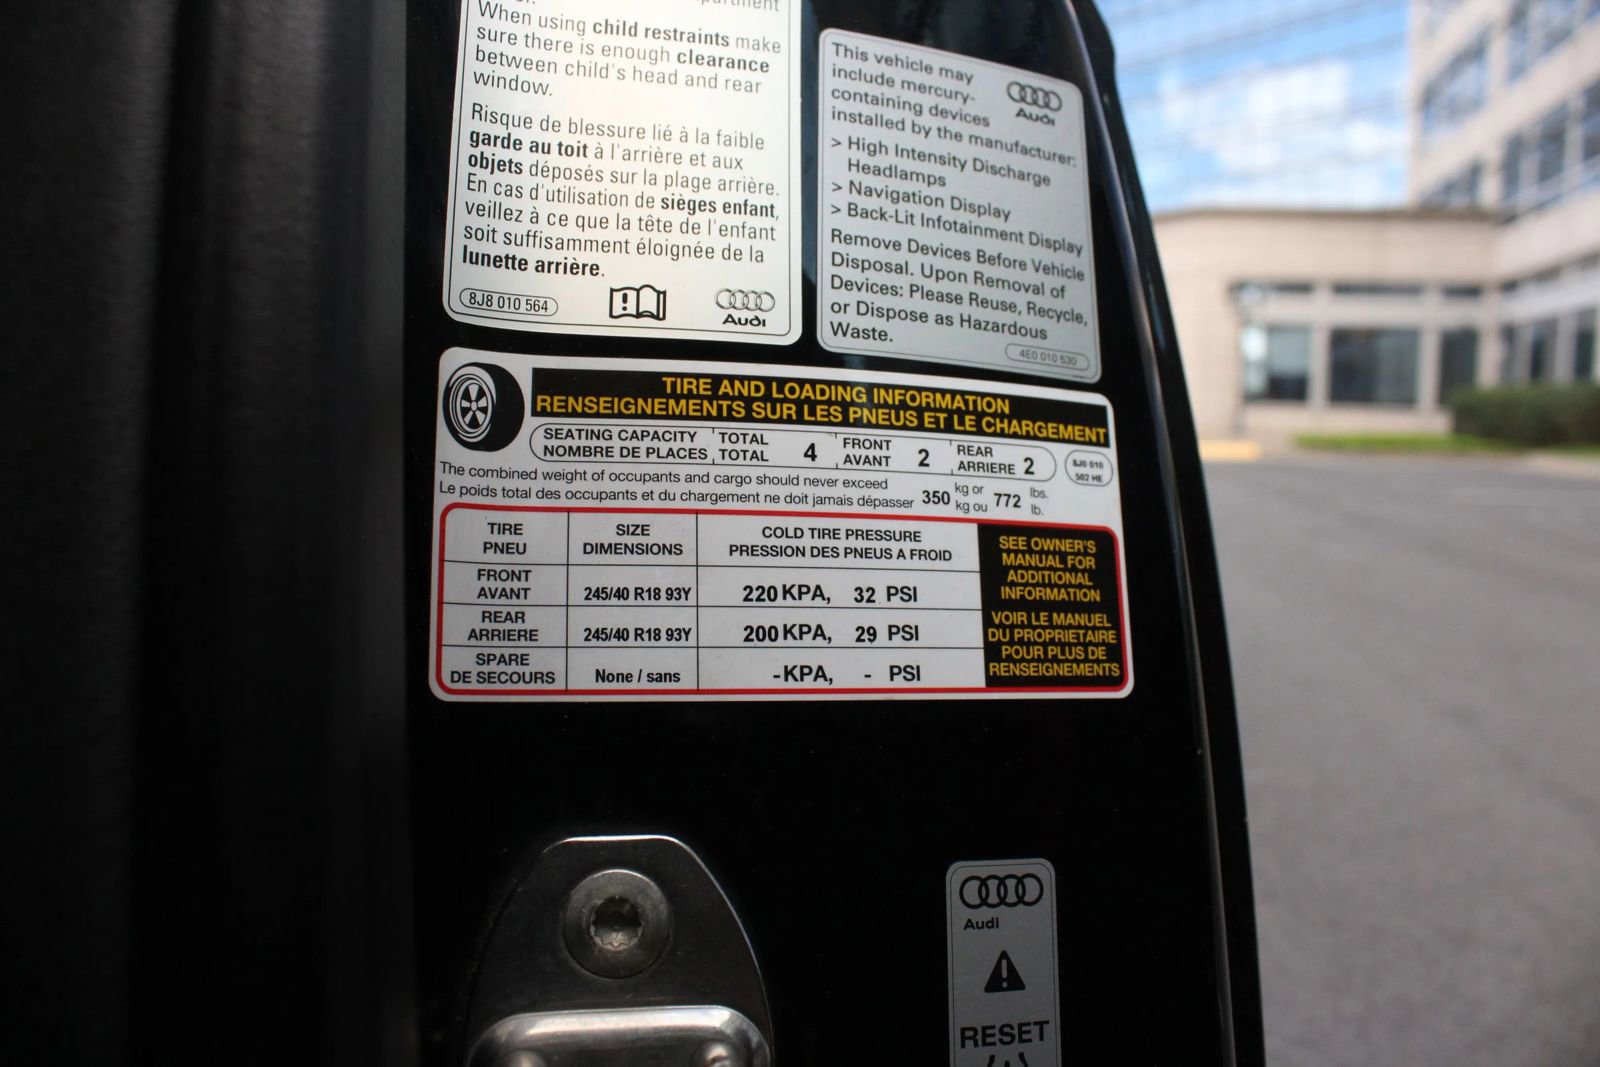 When using child restraints make
sure there is enough clearance
between child's head and rear
window.
Risque de blessure lié à la faible
garde au toit à l'arrière et aux
objets déposés sur la plage arrière.
En cas d'utilisation de sièges enfant,
veillez à ce que la tête de l'enfant
soit suffisamment éloignée de la
lunette arrière.
8J8 010 564
Audi
This vehicle may
include mercury-
containing devices
installed by the manufacturer:
> High Intensity Discharge
Headlamps
> Navigation Display
> Back-Lit Infotainment Display
Remove Devices Before Vehicle
Disposal. Upon Removal of
Devices: Please Reuse, Recycle,
or Dispose as Hazardous
Waste.
Audi
4E0 010 530
TIRE AND LOADING INFORMATION
RENSEIGNEMENTS SUR LES PNEUS ET LE CHARGEMENT
SEATING CAPACITY TOTAL 4 FRONT 2 REAR 2
NOMBRE DE PLACES TOTAL AVANT ARRIERE
8J0 010
502 HE
The combined weight of occupants and cargo should never exceed 350 kg or 772 lbs.
Le poids total des occupants et du chargement ne doit jamais dépasser kg ou lb.
TIRE SIZE COLD TIRE PRESSURE
PNEU DIMENSIONS PRESSION DES PNEUS A FROID
FRONT
AVANT 245/40 R18 93Y 220 KPA, 32 PSI
REAR
ARRIERE 245/40 R18 93Y 200 KPA, 29 PSI
SPARE
DE SECOURS None / sans - KPA, - PSI
SEE OWNER'S
MANUAL FOR
ADDITIONAL
INFORMATION
VOIR LE MANUEL
DU PROPRIETAIRE
POUR PLUS DE
RENSEIGNEMENTS
Audi
RESET